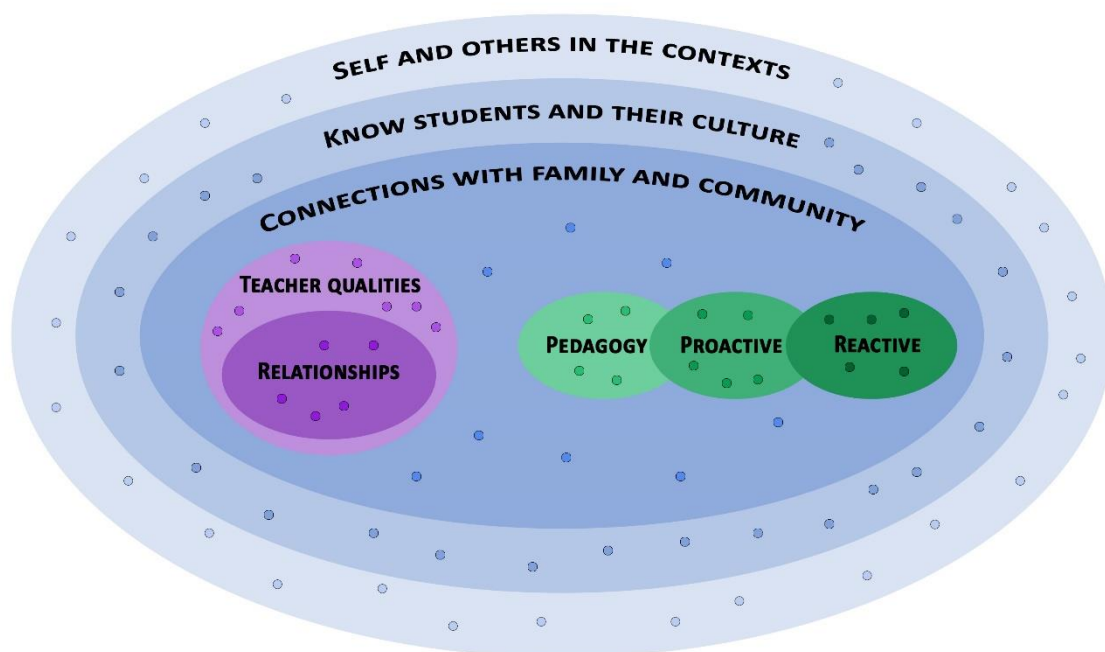 Self and others in the contexts
Know students and their culture
Connections with family and community
Teacher qualities
Relationships
Pedagogy
Proactive
Reactive